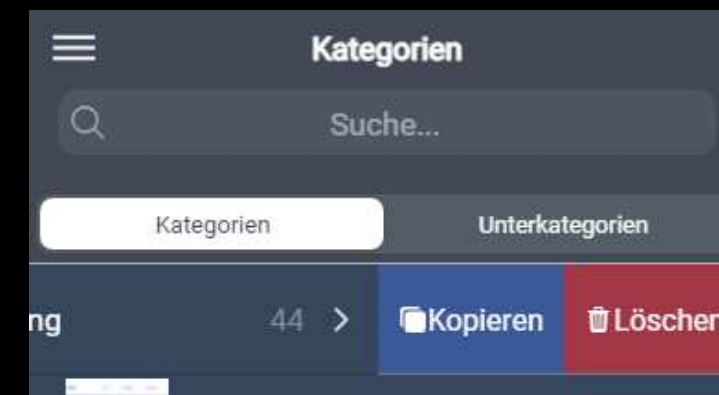 Kategorien
Suche...
Kategorien Unterkategorien
ng 44 > Kopieren Löschen